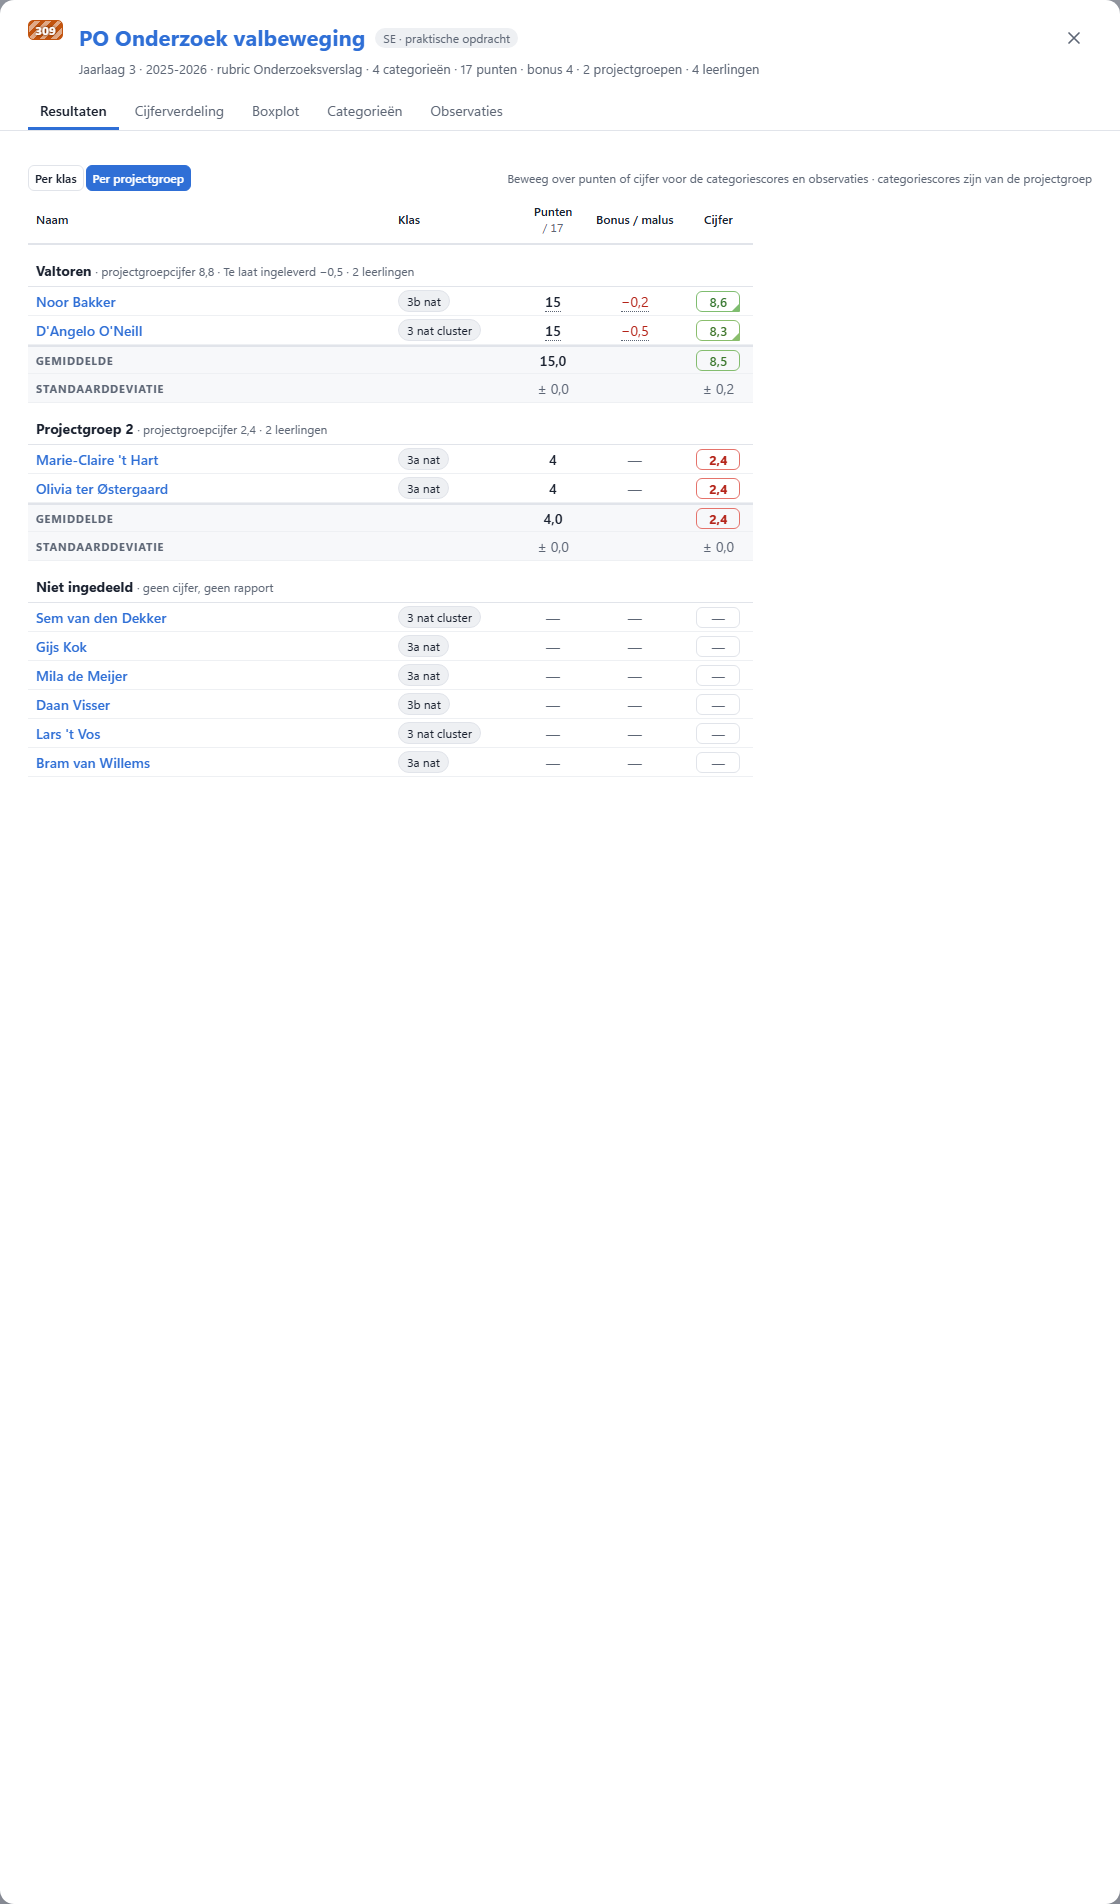 309
PO Onderzoek valbeweging
SE · praktische opdracht
Jaarlaag 3 · 2025-2026 · rubric Onderzoeksverslag · 4 categorieën · 17 punten · bonus 4 · 2 projectgroepen · 4 leerlingen
Resultaten Cijferverdeling Boxplot Categorieën Observaties
Per klas Per projectgroep Beweeg over punten of cijfer voor de categoriescores en observaties · categoriescores zijn van de projectgroep
Naam Klas Punten / 17 Bonus / malus Cijfer
Valtoren · projectgroepcijfer 8,8 · Te laat ingeleverd −0,5 · 2 leerlingen
Noor Bakker 3b nat 15 −0,2 8,6
D'Angelo O'Neill 3 nat cluster 15 −0,5 8,3
GEMIDDELDE 15,0 8,5
STANDAARDDEVIATIE ± 0,0 ± 0,2
Projectgroep 2 · projectgroepcijfer 2,4 · 2 leerlingen
Marie-Claire 't Hart 3a nat 4 — 2,4
Olivia ter Østergaard 3a nat 4 — 2,4
GEMIDDELDE 4,0 2,4
STANDAARDDEVIATIE ± 0,0 ± 0,0
Niet ingedeeld · geen cijfer, geen rapport
Sem van den Dekker 3 nat cluster — — —
Gijs Kok 3a nat — — —
Mila de Meijer 3a nat — — —
Daan Visser 3b nat — — —
Lars 't Vos 3 nat cluster — — —
Bram van Willems 3a nat — — —